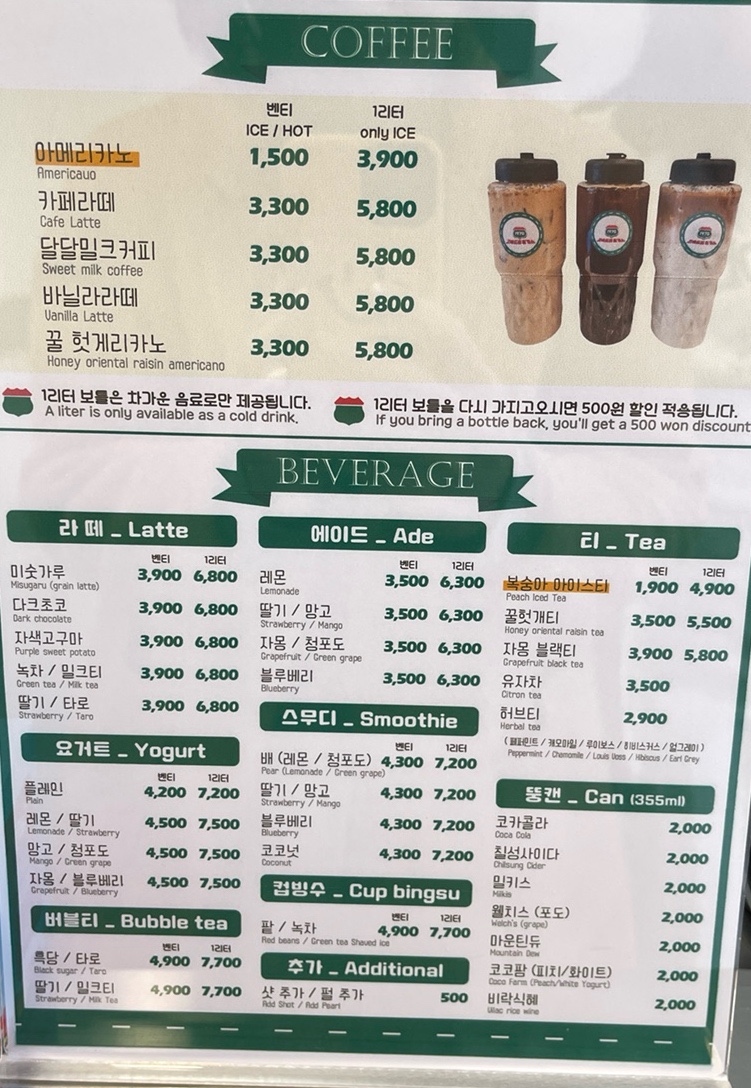 COFFEE
벤티 1리터
ICE / HOT only ICE
아메리카노 1,500 3,900
Americauo
카페라떼 3,300 5,800
Cafe Latte
달달밀크커피 3,300 5,800
Sweet milk coffee
바닐라라떼 3,300 5,800
Vanilla Latte
꿀 헛게리카노 3,300 5,800
Honey oriental raisin americano
1리터 보틀은 차가운 음료로만 제공됩니다.
A liter is only available as a cold drink.
1리터 보틀을 다시 가지고오시면 500원 할인 적용됩니다.
If you bring a bottle back, you'll get a 500 won discount
BEVERAGE
라 떼 _ Latte
벤티 1리터
미숫가루 3,900 6,800
Misugaru (grain latte)
다크초코 3,900 6,800
Dark chocolate
자색고구마 3,900 6,800
Purple sweet potato
녹차 / 밀크티 3,900 6,800
Green tea / Milk tea
딸기 / 타로 3,900 6,800
Strawberry / Taro
요거트 _ Yogurt
벤티 1리터
플레인 4,200 7,200
Plain
레몬 / 딸기 4,500 7,500
Lemonade / Strawberry
망고 / 청포도 4,500 7,500
Mango / Green grape
자몽 / 블루베리 4,500 7,500
Grapefruit / Blueberry
버블티 _ Bubble tea
벤티 1리터
흑당 / 타로 4,900 7,700
Black sugar / Taro
딸기 / 밀크티 4,900 7,700
Strawberry / Milk Tea
에이드 _ Ade
벤티 1리터
레몬 3,500 6,300
Lemonade
딸기 / 망고 3,500 6,300
Strawberry / Mango
자몽 / 청포도 3,500 6,300
Grapefruit / Green grape
블루베리 3,500 6,300
Blueberry
스무디 _ Smoothie
벤티 1리터
배 (레몬 / 청포도) 4,300 7,200
Pear (Lemonade / Green grape)
딸기 / 망고 4,300 7,200
Strawberry / Mango
블루베리 4,300 7,200
Blueberry
코코넛 4,300 7,200
Coconut
컵빙수 _ Cup bingsu
벤티 1리터
팥 / 녹차 4,900 7,700
Red beans / Green tea Shaved ice
추가 _ Additional
샷 추가 / 펄 추가 500
Add Shot / Add Pearl
티 _ Tea
벤티 1리터
복숭아 아이스티 1,900 4,900
Peach Iced Tea
꿀헛개티 3,500 5,500
Honey oriental raisin tea
자몽 블랙티 3,900 5,800
Grapefruit black tea
유자차 3,500
Citron tea
허브티 2,900
Herbal tea
( 페퍼민트 / 캐모마일 / 루이보스 / 히비스커스 / 얼그레이 )
Peppermint / Chamomile / Louis Voss / Hibiscus / Earl Grey
뚱캔 _ Can (355ml)
코카콜라 2,000
Coca Cola
칠성사이다 2,000
Chilsung Cider
밀키스 2,000
Milkis
웰치스 (포도) 2,000
Welch's (grape)
마운틴듀 2,000
Mountain Dew
코코팜 (피치/화이트) 2,000
Coco Farm (Peach/White Yogurt)
비락식혜 2,000
Vilac rice wine